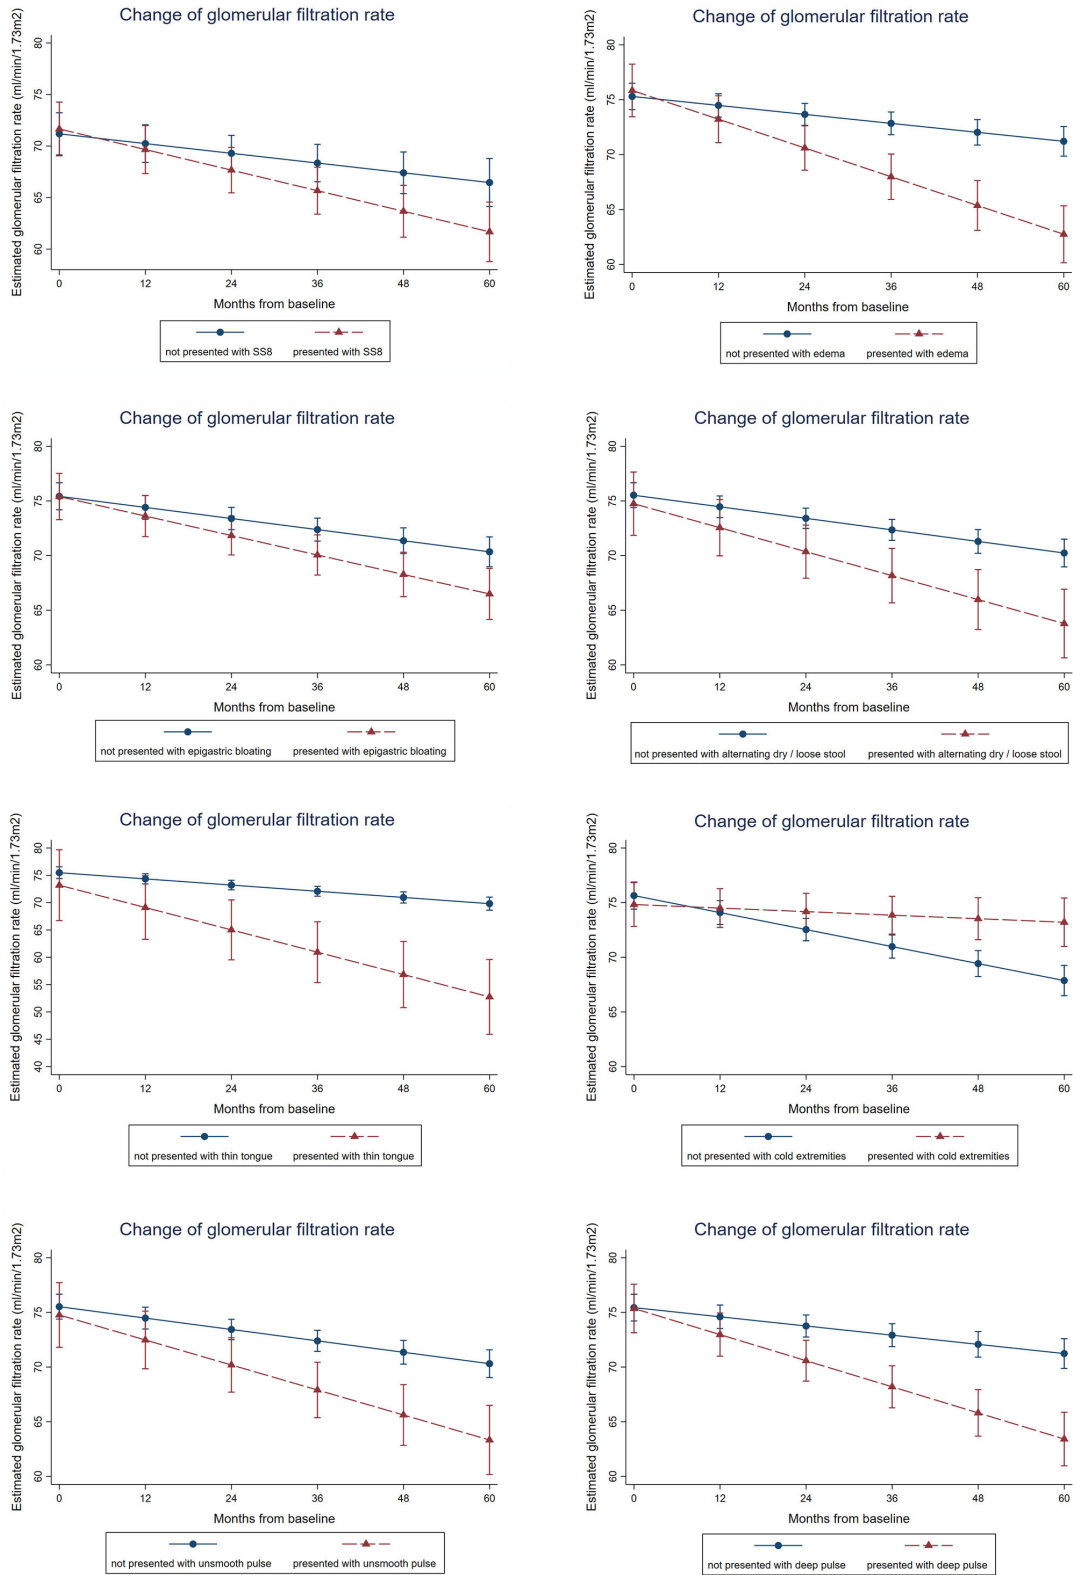 Change of glomerular filtration rate
Estimated glomerular filtration rate (ml/min/1.73m2)
80
75
70
65
60
0 12 24 36 48 60
Months from baseline
not presented with SS8 presented with SS8
Change of glomerular filtration rate
Estimated glomerular filtration rate (ml/min/1.73m2)
80
75
70
65
60
0 12 24 36 48 60
Months from baseline
not presented with edema presented with edema
Change of glomerular filtration rate
Estimated glomerular filtration rate (ml/min/1.73m2)
80
75
70
65
60
0 12 24 36 48 60
Months from baseline
not presented with epigastric bloating presented with epigastric bloating
Change of glomerular filtration rate
Estimated glomerular filtration rate (ml/min/1.73m2)
80
75
70
65
60
0 12 24 36 48 60
Months from baseline
not presented with alternating dry / loose stool presented with alternating dry / loose stool
Change of glomerular filtration rate
Estimated glomerular filtration rate (ml/min/1.73m2)
80
75
70
65
60
55
50
45
40
0 12 24 36 48 60
Months from baseline
not presented with thin tongue presented with thin tongue
Change of glomerular filtration rate
Estimated glomerular filtration rate (ml/min/1.73m2)
80
75
70
65
60
0 12 24 36 48 60
Months from baseline
not presented with cold extremities presented with cold extremities
Change of glomerular filtration rate
Estimated glomerular filtration rate (ml/min/1.73m2)
80
75
70
65
60
0 12 24 36 48 60
Months from baseline
not presented with unsmooth pulse presented with unsmooth pulse
Change of glomerular filtration rate
Estimated glomerular filtration rate (ml/min/1.73m2)
80
75
70
65
60
0 12 24 36 48 60
Months from baseline
not presented with deep pulse presented with deep pulse